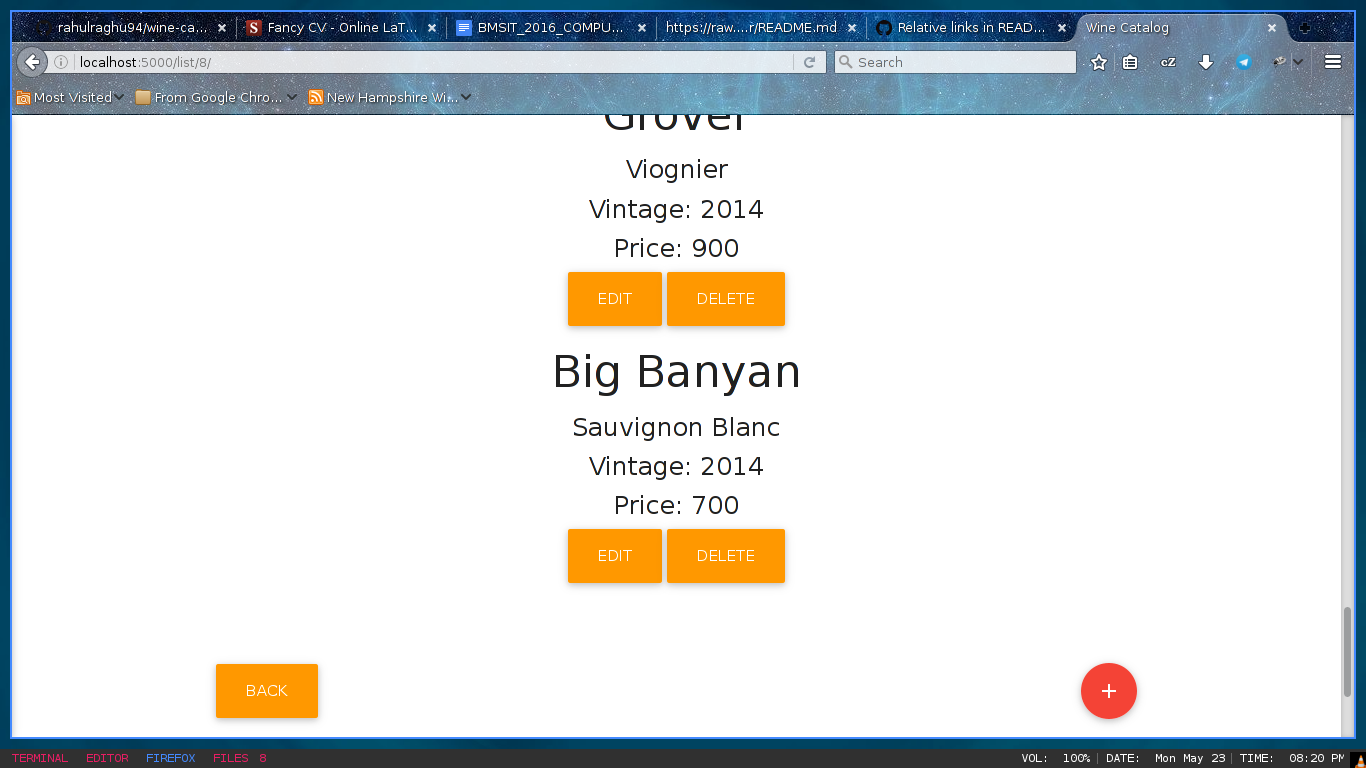 rahulraghu94/wine-ca... Fancy CV - Online LaT... BMSIT_2016_COMPU... https://raw....r/README.md Relative links in READ... Wine Catalog
localhost:5000/list/8/ Search cZ
Most Visited From Google Chro... New Hampshire Wi...
Grover
Viognier
Vintage: 2014
Price: 900
EDIT DELETE
Big Banyan
Sauvignon Blanc
Vintage: 2014
Price: 700
EDIT DELETE
BACK +
TERMINAL EDITOR FIREFOX FILES 8 VOL: 100% | DATE: Mon May 23 | TIME: 08:20 PM